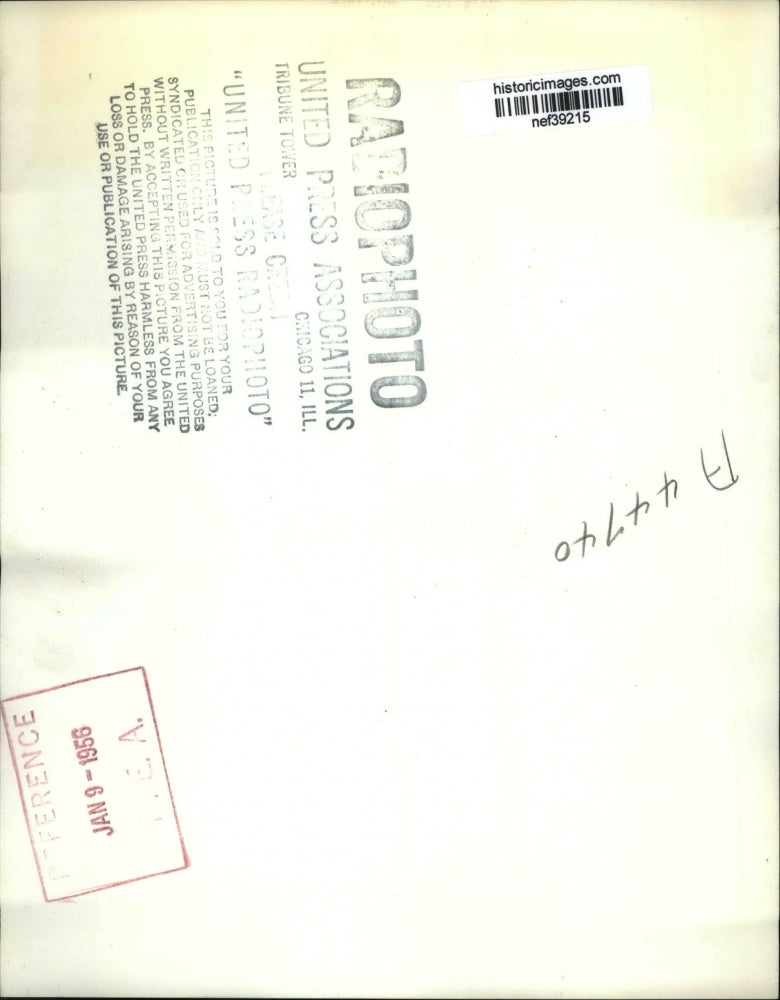 historicimages.com
nef39215
RADIOPHOTO
UNITED PRESS ASSOCIATIONS
TRIBUNE TOWER CHICAGO 11, ILL.
PLEASE CREDIT
"UNITED PRESS RADIOPHOTO"
THIS PICTURE IS SOLD TO YOU FOR YOUR
PUBLICATION ONLY AND MUST NOT BE LOANED;
SYNDICATED OR USED FOR ADVERTISING PURPOSES
WITHOUT WRITTEN PERMISSION FROM THE UNITED
PRESS. BY ACCEPTING THIS PICTURE YOU AGREE
TO HOLD THE UNITED PRESS HARMLESS FROM ANY
LOSS OR DAMAGE ARISING BY REASON OF YOUR
USE OR PUBLICATION OF THIS PICTURE.
A 44740
N.E.A.
JAN 9 - 1956
REFERENCE